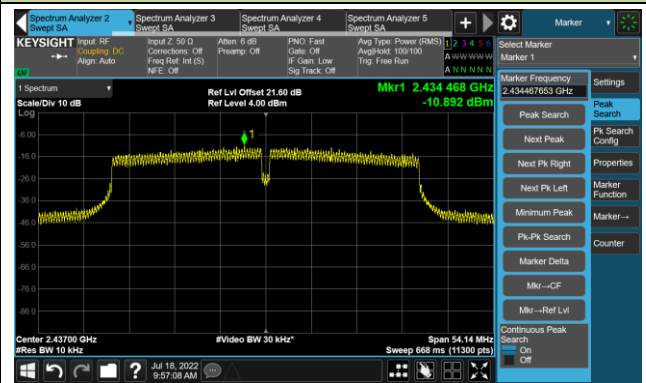 Spectrum Analyzer 2
Swept SA
Spectrum Analyzer 3
Swept SA
Spectrum Analyzer 4
Swept SA
Spectrum Analyzer 5
Swept SA
+
Marker
KEYSIGHT
Input: RF
Coupling: DC
Align: Auto
Input Z: 50 Ω
Corrections: Off
Freq Ref: Int (S)
NFE: Off
Atten: 6 dB
Preamp: Off
PNO: Fast
Gate: Off
IF Gain: Low
Sig Track: Off
Avg Type: Power (RMS)
Avg|Hold: 100/100
Trig: Free Run
1 2 3 4 5 6
A W W W W W
A N N N N N
Select Marker
Marker 1
1 Spectrum
Scale/Div 10 dB
Log
Ref Lvl Offset 21.60 dB
Ref Level 4.00 dBm
Mkr1 2.434 468 GHz
-10.892 dBm
1
-6.00
-16.0
-26.0
-36.0
-46.0
-56.0
-66.0
-76.0
-86.0
Center 2.43700 GHz
#Res BW 10 kHz
#Video BW 30 kHz*
Span 54.14 MHz
Sweep 668 ms (11300 pts)
Marker Frequency
2.434467653 GHz
Peak Search
Next Peak
Next Pk Right
Next Pk Left
Minimum Peak
Pk-Pk Search
Marker Delta
Mkr→CF
Mkr→Ref Lvl
Continuous Peak
Search
On
Off
Settings
Peak
Search
Pk Search
Config
Properties
Marker
Function
Marker→
Counter
?
Jul 18, 2022
9:57:08 AM